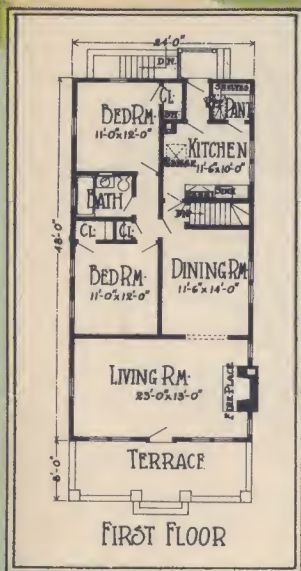 24'-0"
DN.
BED RM.
11'-0"x12'-0"
CL.
SHELVES
PANT.
KITCHEN
11'-6"x10'-0"
RANGE
BATH
SINK
DN.
CL.
CL.
48'-0"
BED RM.
11'-0"x12'-0"
DINING RM.
11'-6"x14'-0"
LIVING RM.
23'-0"x13'-0"
FIRE PLACE
8'-0"
TERRACE
FIRST FLOOR